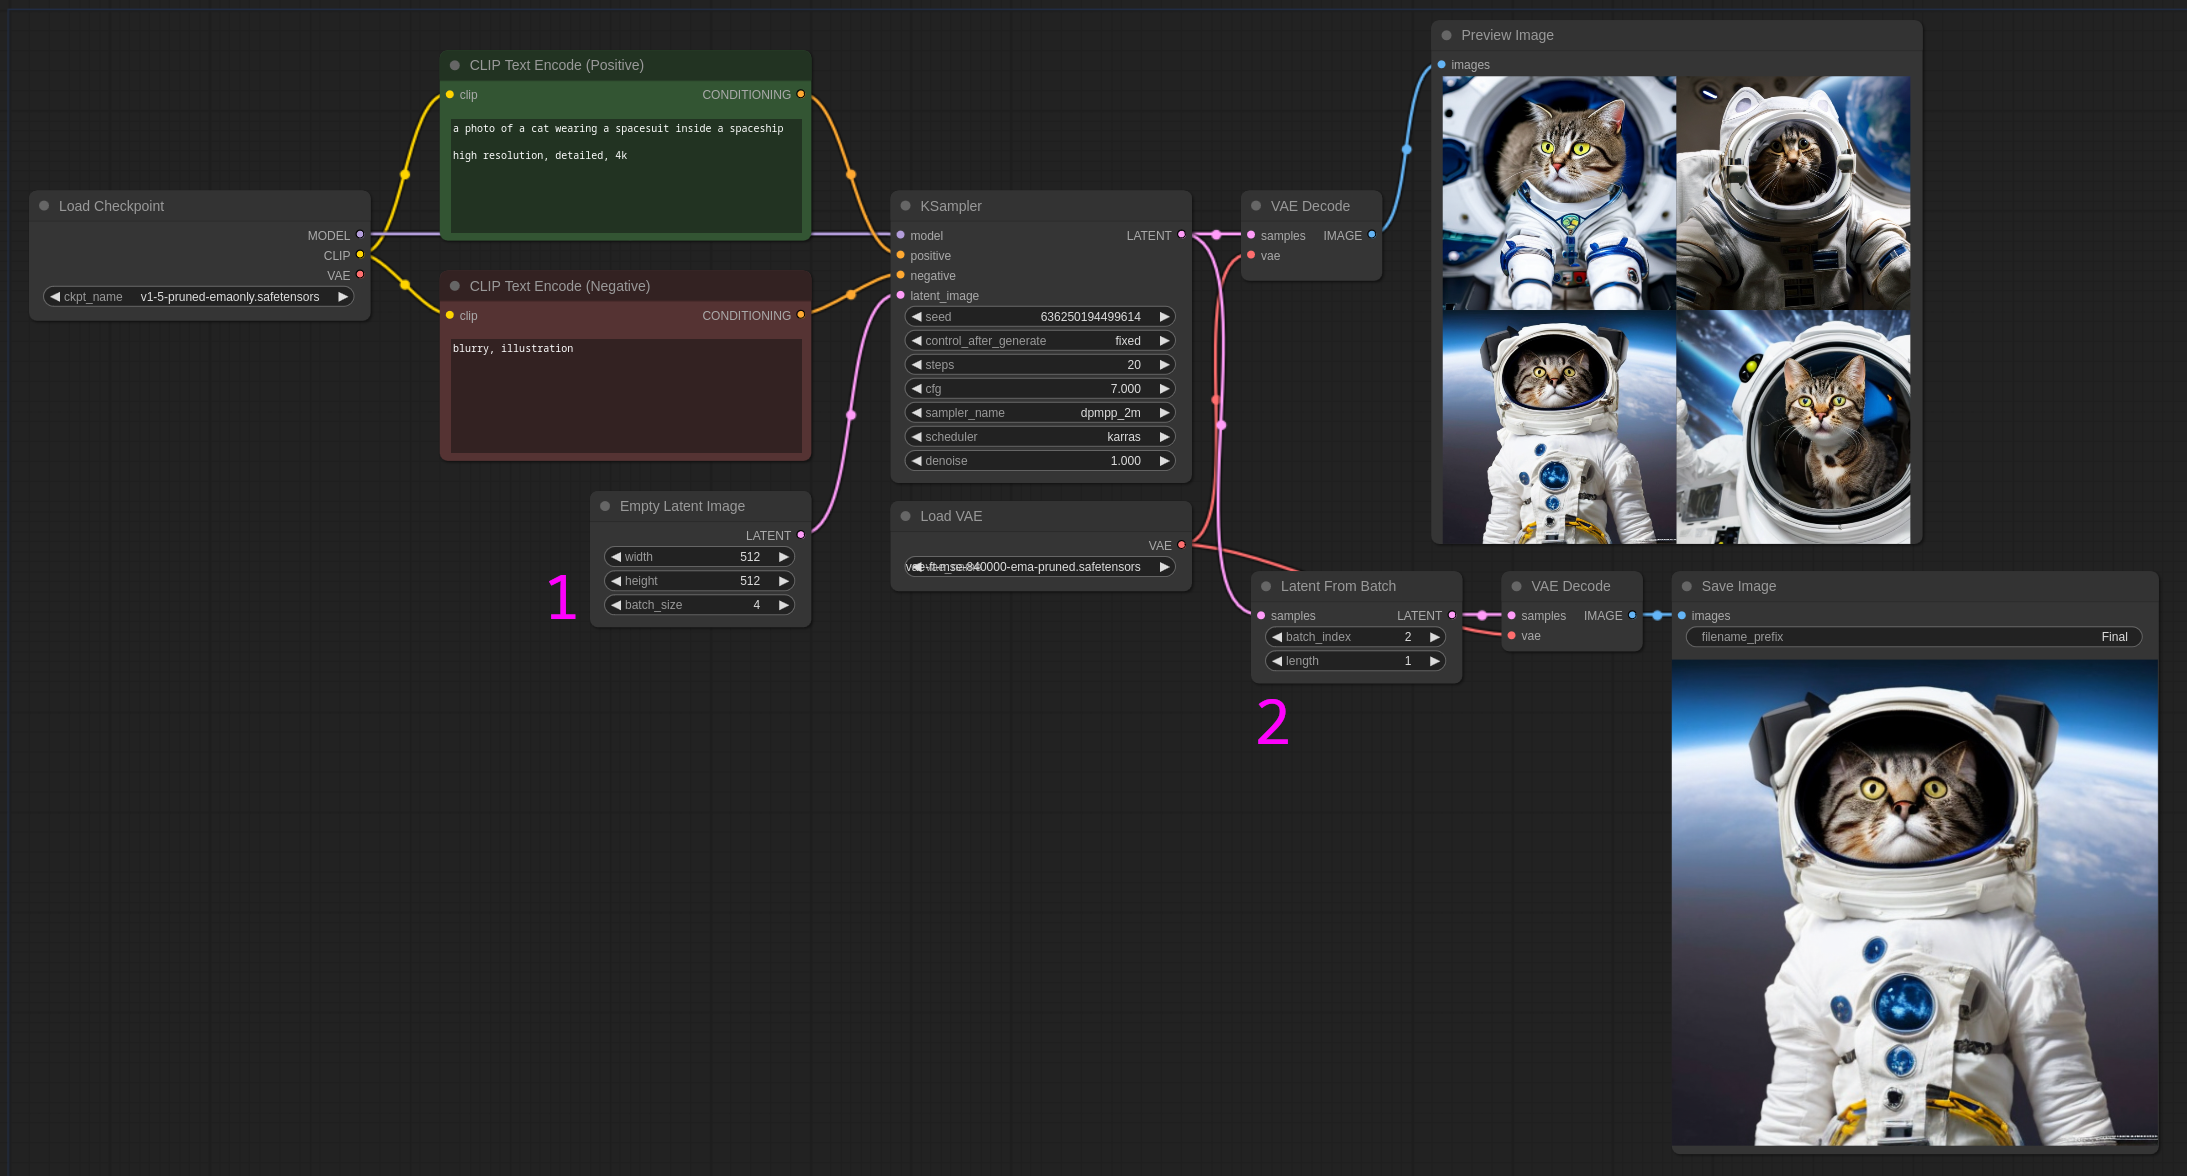 Load Checkpoint
MODEL
CLIP
VAE
ckpt_name v1-5-pruned-emaonly.safetensors
CLIP Text Encode (Positive)
clip CONDITIONING
a photo of a cat wearing a spacesuit inside a spaceship
high resolution, detailed, 4k
CLIP Text Encode (Negative)
clip CONDITIONING
blurry, illustration
Empty Latent Image
LATENT
width 512
height 512
batch_size 4
1
KSampler
model LATENT
positive
negative
latent_image
seed 636250194499614
control_after_generate fixed
steps 20
cfg 7.000
sampler_name dpmpp_2m
scheduler karras
denoise 1.000
Load VAE
VAE
vae-ft-mse-840000-ema-pruned.safetensors
VAE Decode
samples IMAGE
vae
Preview Image
images
Latent From Batch
samples LATENT
batch_index 2
length 1
2
VAE Decode
samples IMAGE
vae
Save Image
images
filename_prefix Final